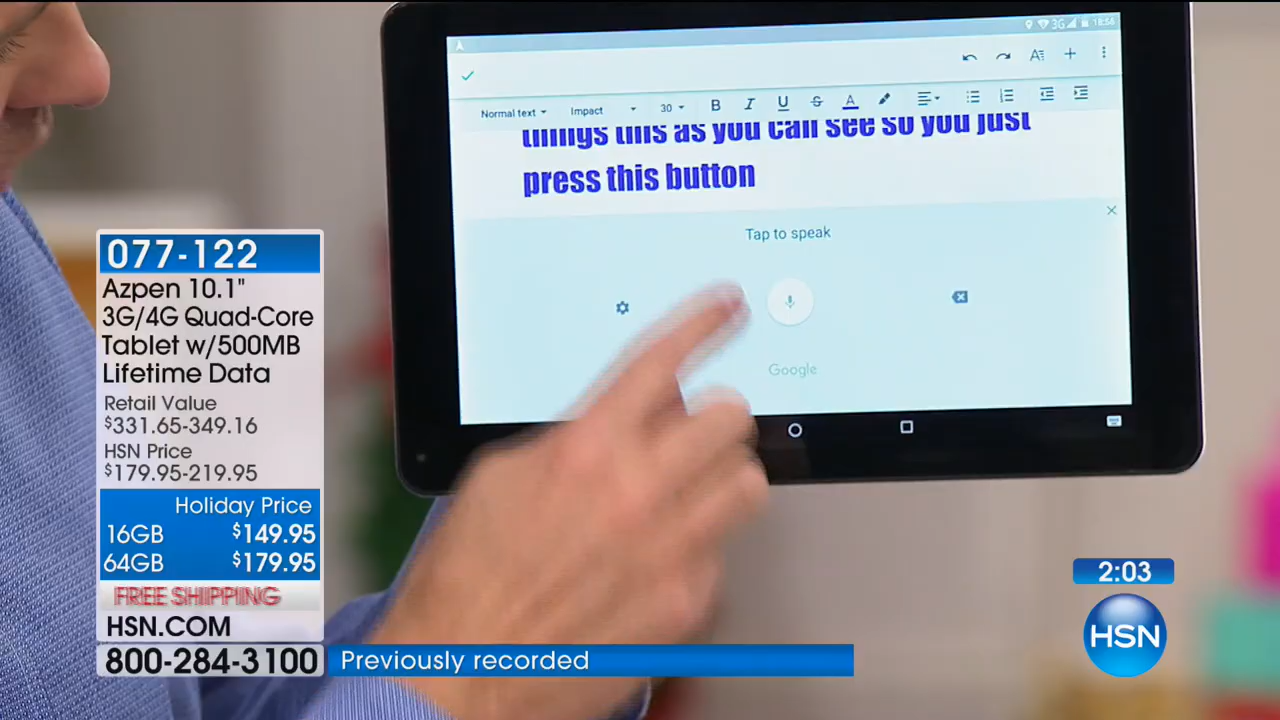 3G 18:56
Normal text Impact 30 B I U S A
things this as you can see so you just
press this button
Tap to speak
Google
077-122
Azpen 10.1"
3G/4G Quad-Core
Tablet w/500MB
Lifetime Data
Retail Value
$331.65-349.16
HSN Price
$179.95-219.95
Holiday Price
16GB $149.95
64GB $179.95
FREE SHIPPING
HSN.COM
800-284-3100
Previously recorded
2:03
HSN